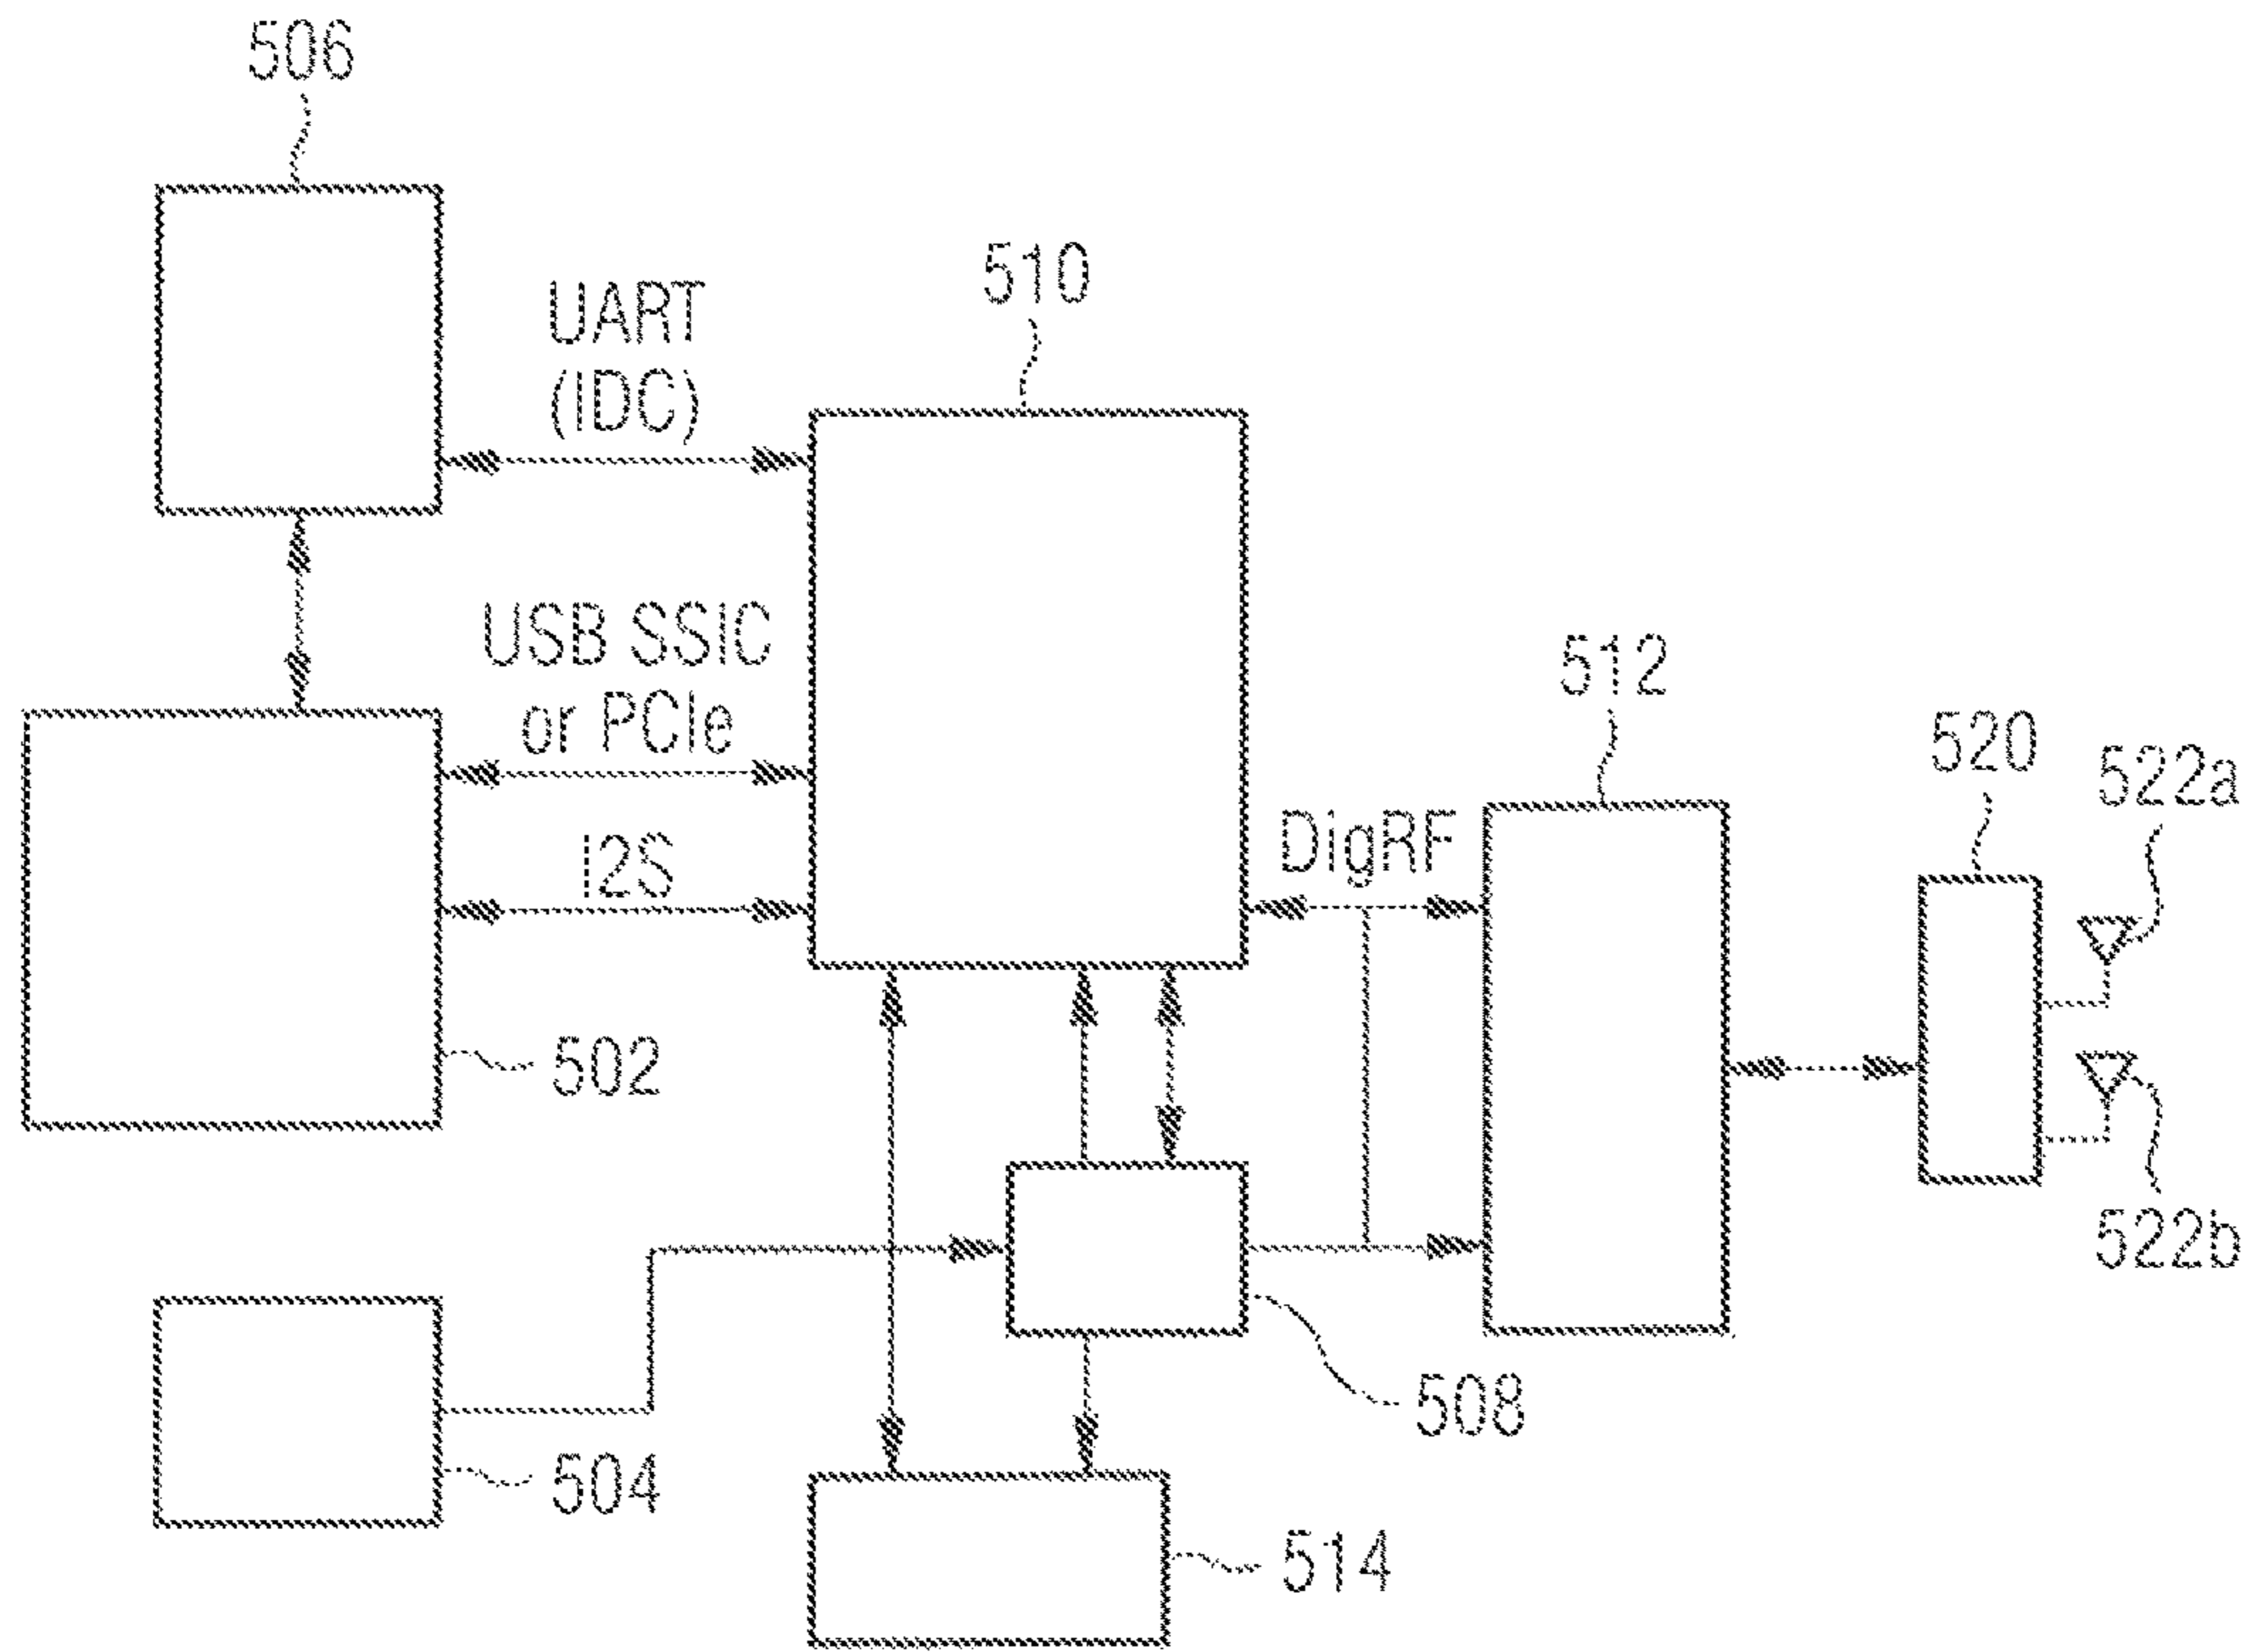 506
510
UART
(IDC)
USB SSIC
or PCIe
512
520
522a
DigRF
I2S
502
522b
508
504
514